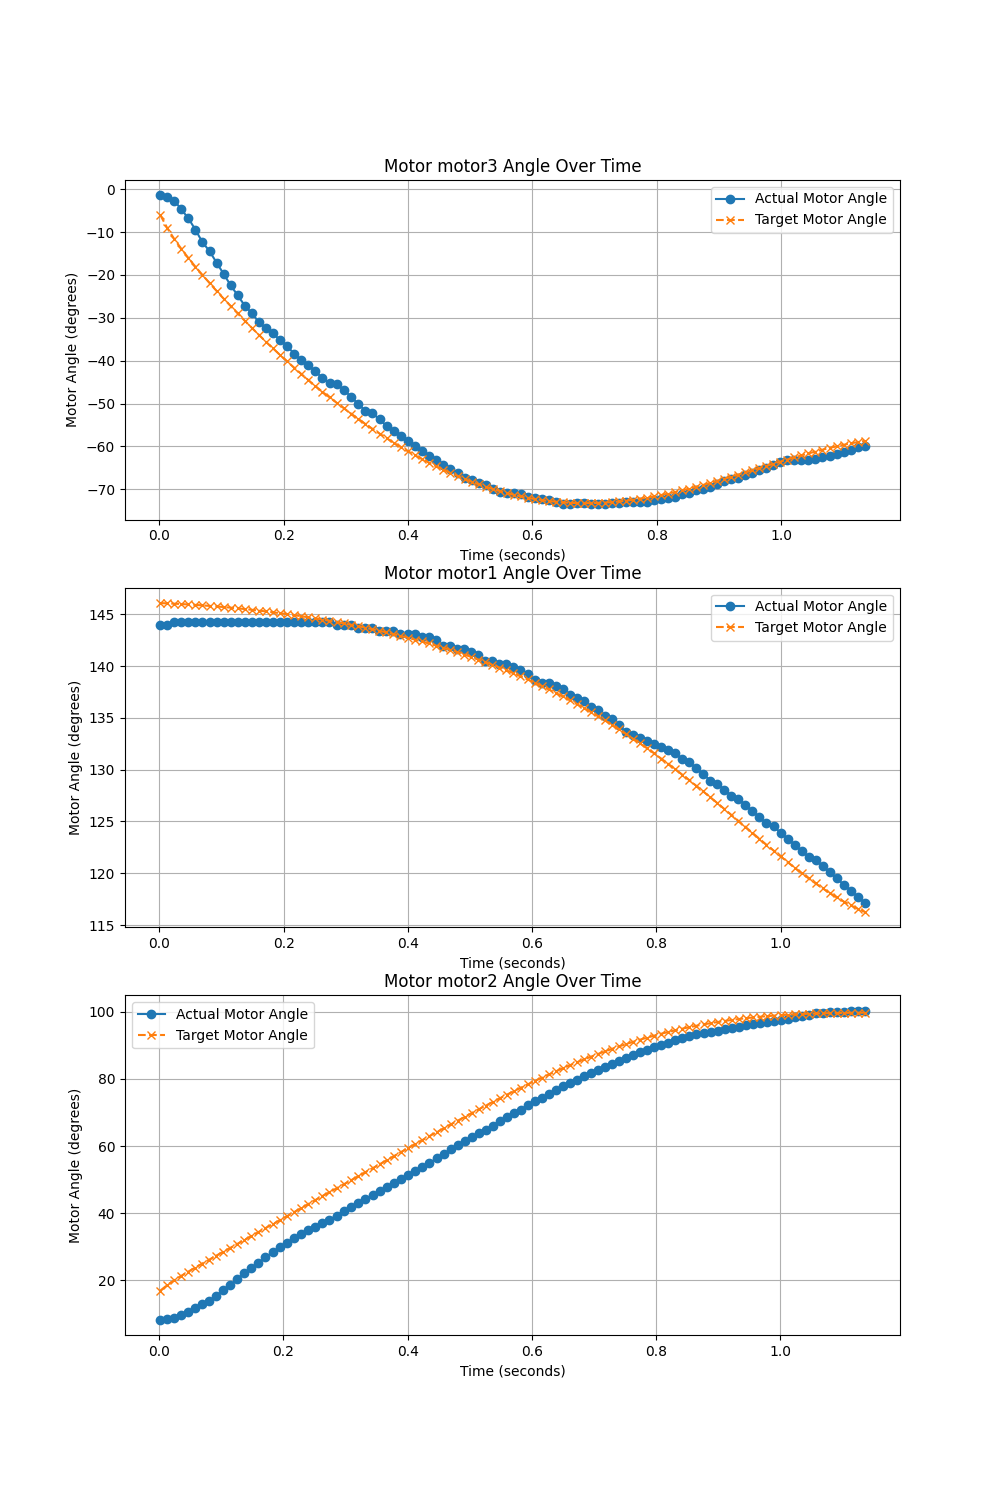 Motor motor3 Angle Over Time
0
−10
−20
−30
−40
−50
−60
−70
Motor Angle (degrees)
Actual Motor Angle
Target Motor Angle
0.0 0.2 0.4 0.6 0.8 1.0
Time (seconds)
Motor motor1 Angle Over Time
145
140
135
130
125
120
115
Motor Angle (degrees)
Actual Motor Angle
Target Motor Angle
0.0 0.2 0.4 0.6 0.8 1.0
Time (seconds)
Motor motor2 Angle Over Time
100
80
60
40
20
Motor Angle (degrees)
Actual Motor Angle
Target Motor Angle
0.0 0.2 0.4 0.6 0.8 1.0
Time (seconds)